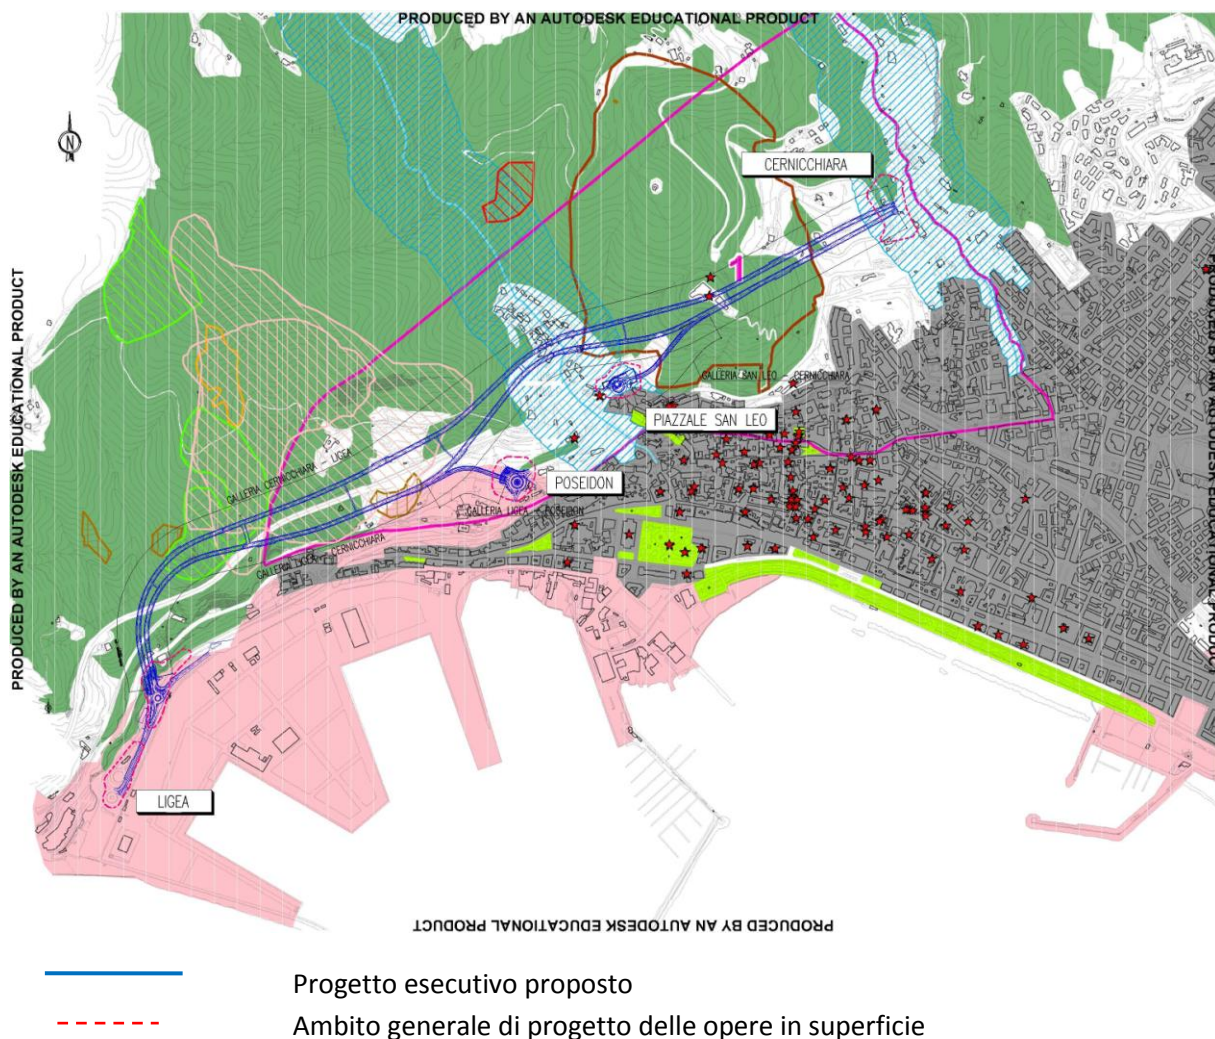 PRODUCED BY AN AUTODESK EDUCATIONAL PRODUCT
N
CERNICCHIARA
1
PRODUCED BY AN AUTODESK EDUCATIONAL PRODUCT
PRODUCED BY AN AUTODESK EDUCATIONAL PRODUCT
GALLERIA SAN LEO - CERNICCHIARA
PIAZZALE SAN LEO
GALLERIA CERNICCHIARA - LIGEA
POSEIDON
GALLERIA LIGEA - POSEIDON
GALLERIA LIGEA - CERNICCHIARA
LIGEA
PRODUCED BY AN AUTODESK EDUCATIONAL PRODUCT
Progetto esecutivo proposto
Ambito generale di progetto delle opere in superficie